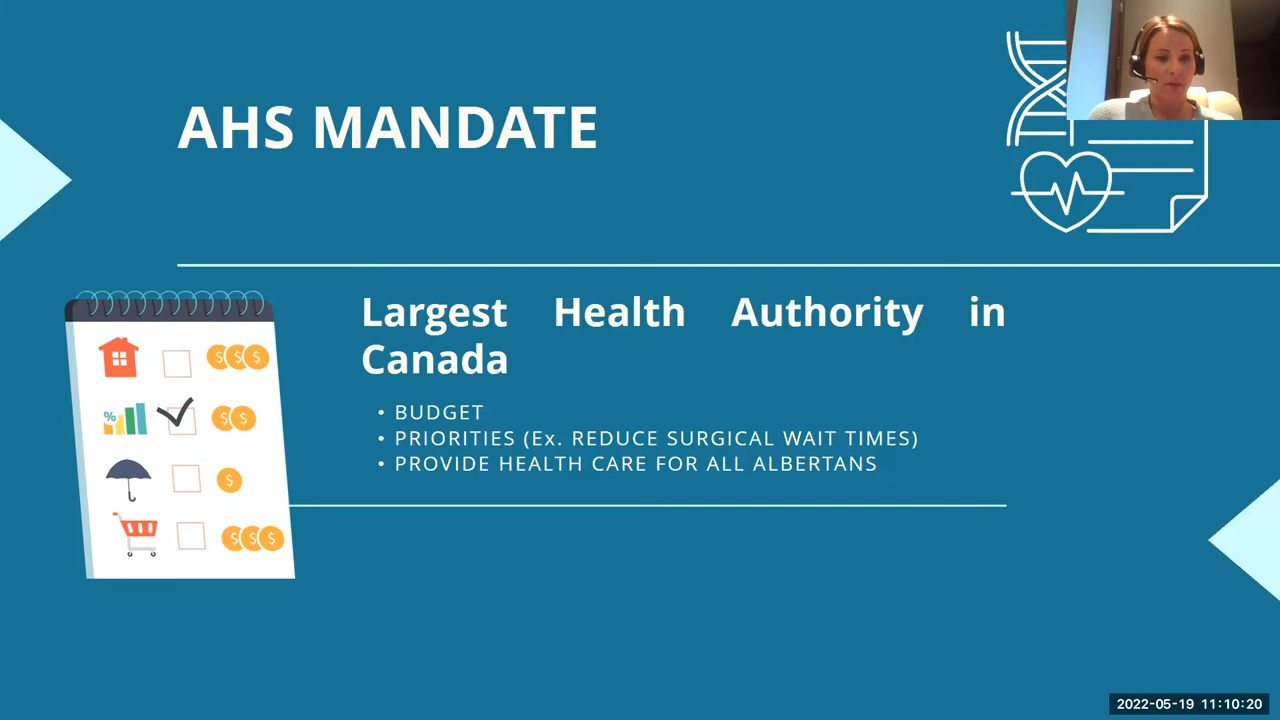 AHS MANDATE
Largest Health Authority in
Canada
• BUDGET
• PRIORITIES (Ex. REDUCE SURGICAL WAIT TIMES)
• PROVIDE HEALTH CARE FOR ALL ALBERTANS
$ $ $
% $ $
$
$ $ $
2022-05-19 11:10:20